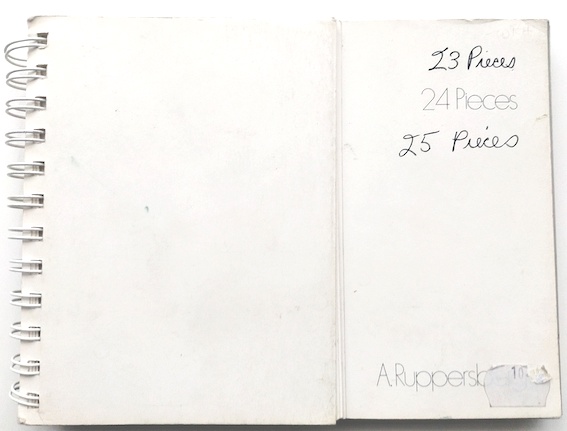 23 Pieces
24 Pieces
25 Pieces
A.Ruppersb
10